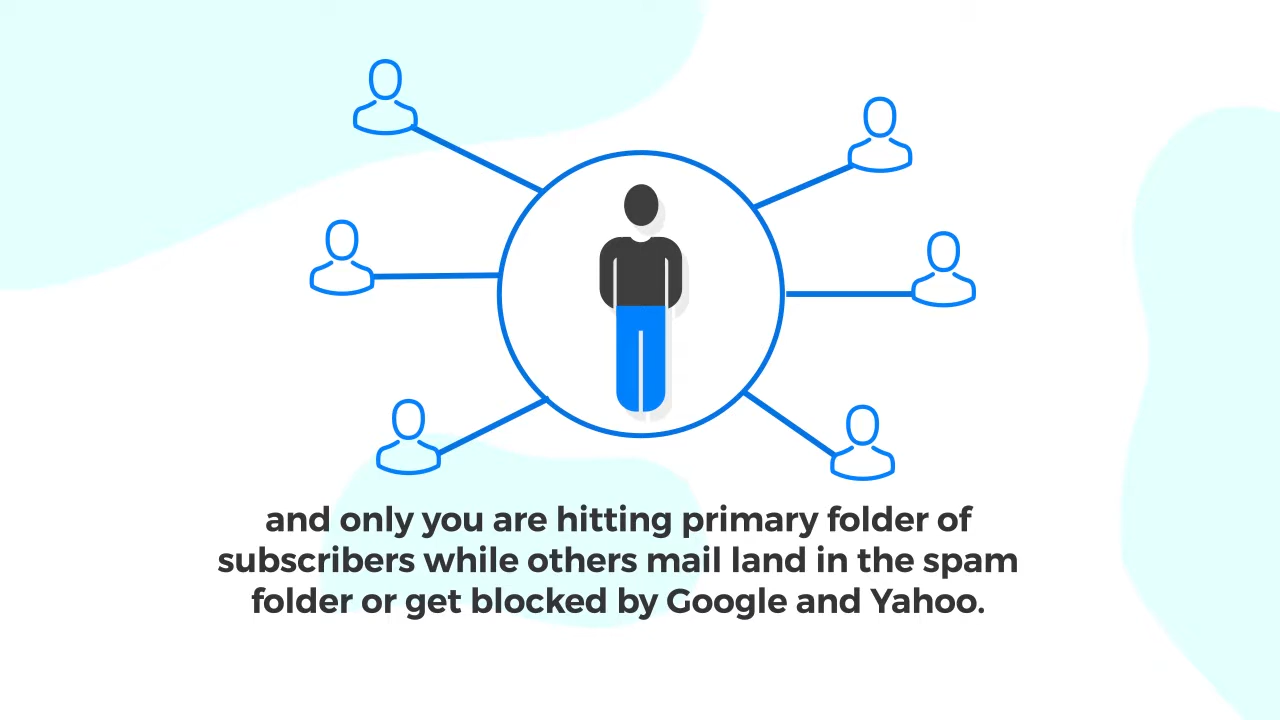 and only you are hitting primary folder of
subscribers while others mail land in the spam
folder or get blocked by Google and Yahoo.